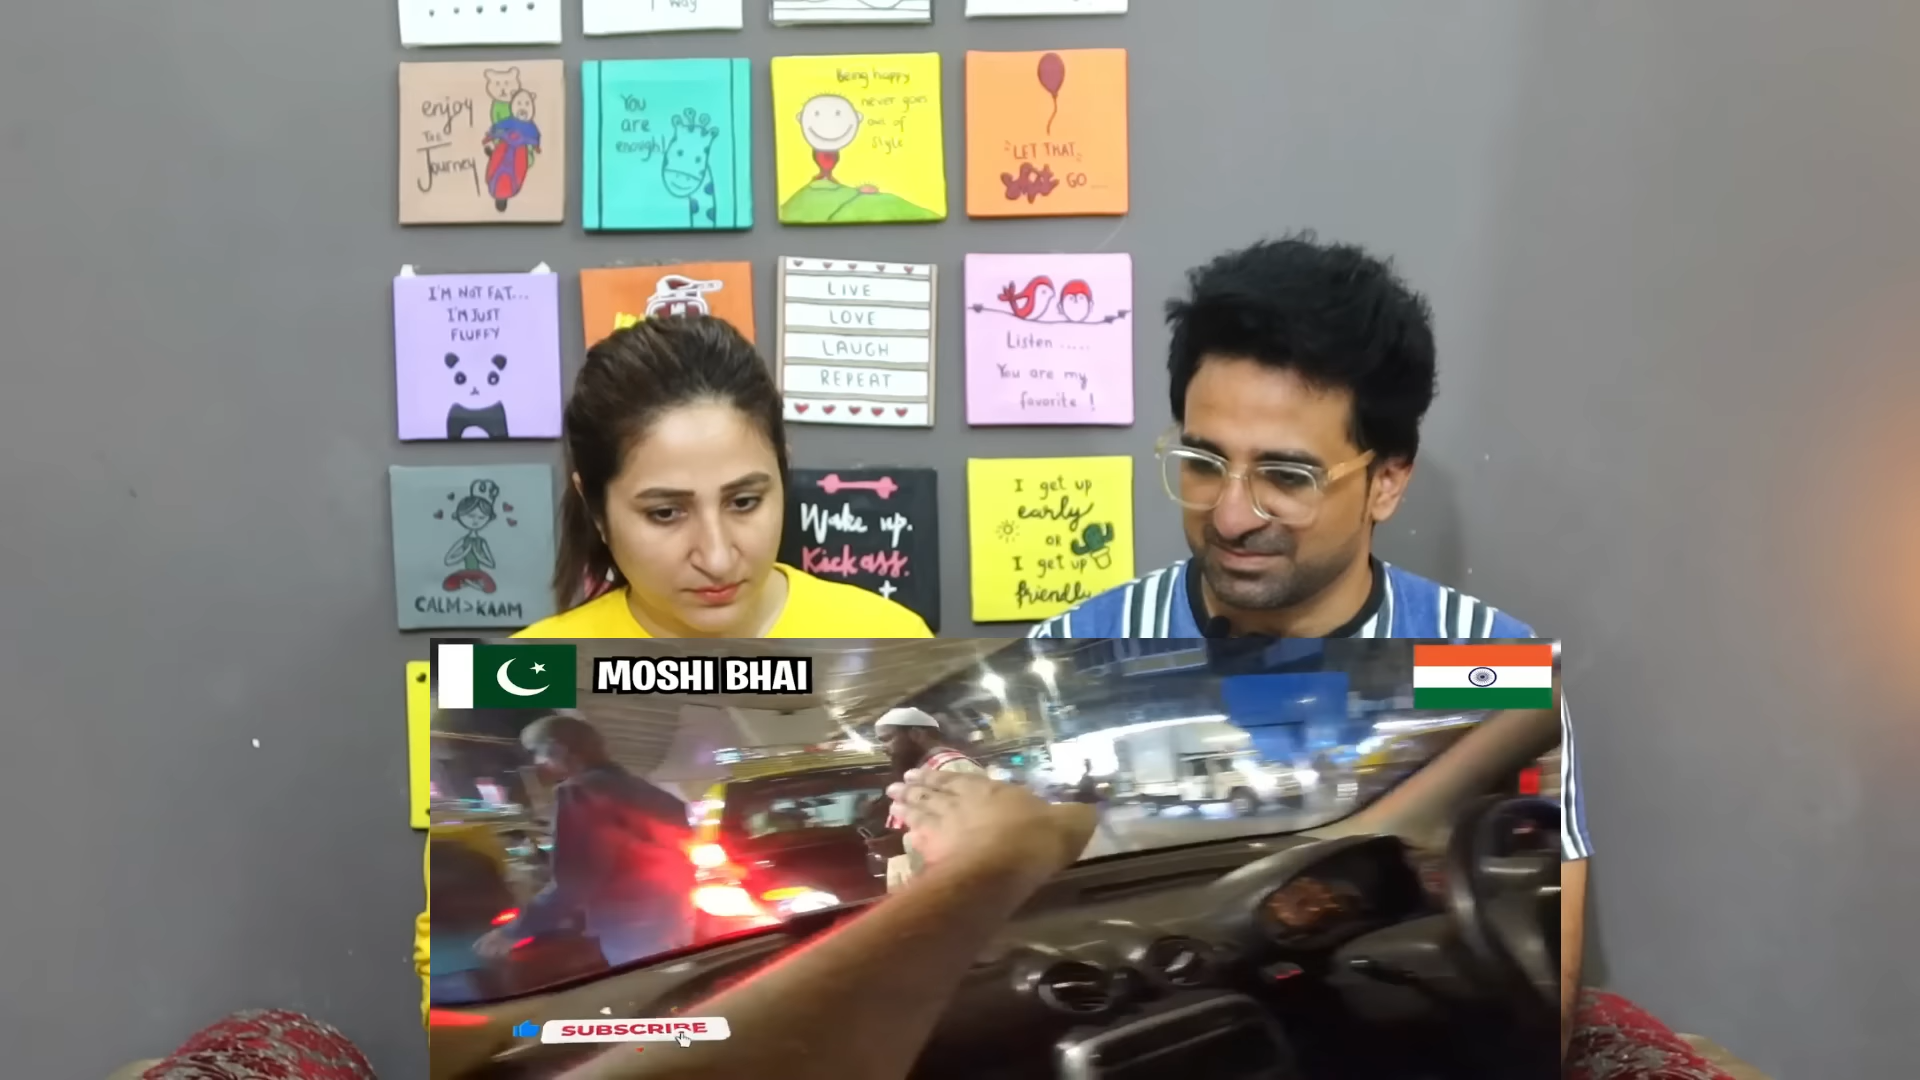 way
enjoy
THE
Journey
You
are
enough!
Being happy
never goes
out of
style
"LET THAT
GO
I'M NOT FAT...
I'M JUST
FLUFFY
LIVE
LOVE
LAUGH
REPEAT
Listen .....
You are my
favorite !
CALM>KAAM
Wake up.
Kick ass.
I get up
early
OR
I get up
friendly
MOSHI BHAI
SUBSCRIBE